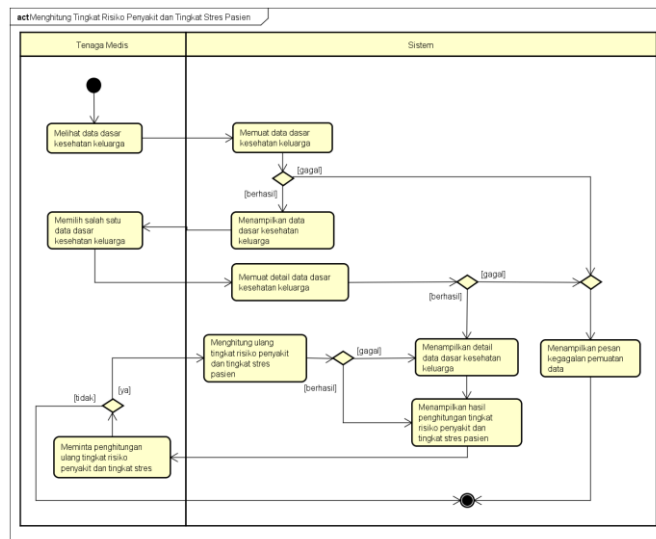 act Menghitung Tingkat Risiko Penyakit dan Tingkat Stres Pasien
Tenaga Medis
Sistem
Melihat data dasar
kesehatan keluarga
Memuat data dasar
kesehatan keluarga
[gagal]
[berhasil]
Memilih salah satu
data dasar
kesehatan keluarga
Menampilkan data
dasar kesehatan
keluarga
Memuat detail data dasar
kesehatan keluarga
[gagal]
[berhasil]
Menghitung ulang
tingkat risiko penyakit
dan tingkat stres
pasien
[gagal]
[berhasil]
Menampilkan detail
data dasar kesehatan
keluarga
Menampilkan pesan
kegagalan pemuatan
data
[tidak]
[ya]
Menampilkan hasil
penghitungan tingkat
risiko penyakit dan
tingkat stres pasien
Meminta penghitungan
ulang tingkat risiko
penyakit dan tingkat stres